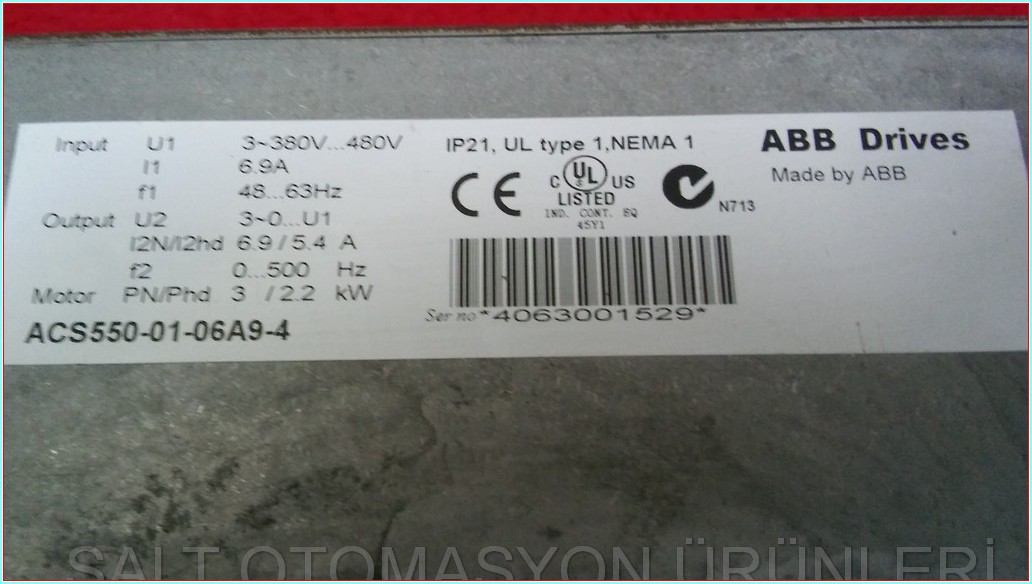 Input U1 3~380V...480V
I1 6.9A
f1 48...63Hz
Output U2 3~0...U1
I2N/I2hd 6.9 / 5.4 A
f2 0...500 Hz
Motor PN/Phd 3 / 2.2 kW
ACS550-01-06A9-4
IP21, UL type 1,NEMA 1
CE
C UL US
LISTED
IND. CONT. EQ
45Y1
N713
Ser no *4063001529*
ABB Drives
Made by ABB
SALT OTOMASYON ÜRÜNLERİ